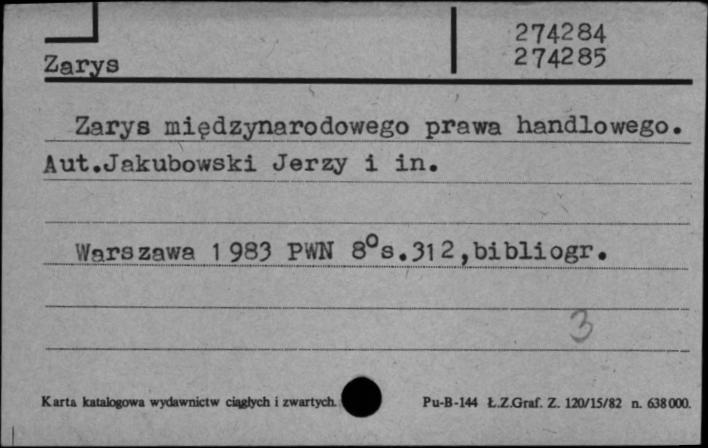 274284
Zarys 274285
Zarys międzynarodowego prawa handlowego.
Aut.Jakubowski Jerzy i in.
Warszawa 1983 PWN 8⁰s.312,bibliogr.
3
Karta katalogowa wydawnictw ciągłych i zwartych. Pu-B-144 Ł.Z.Graf. Z. 120/15/82 n. 638000.